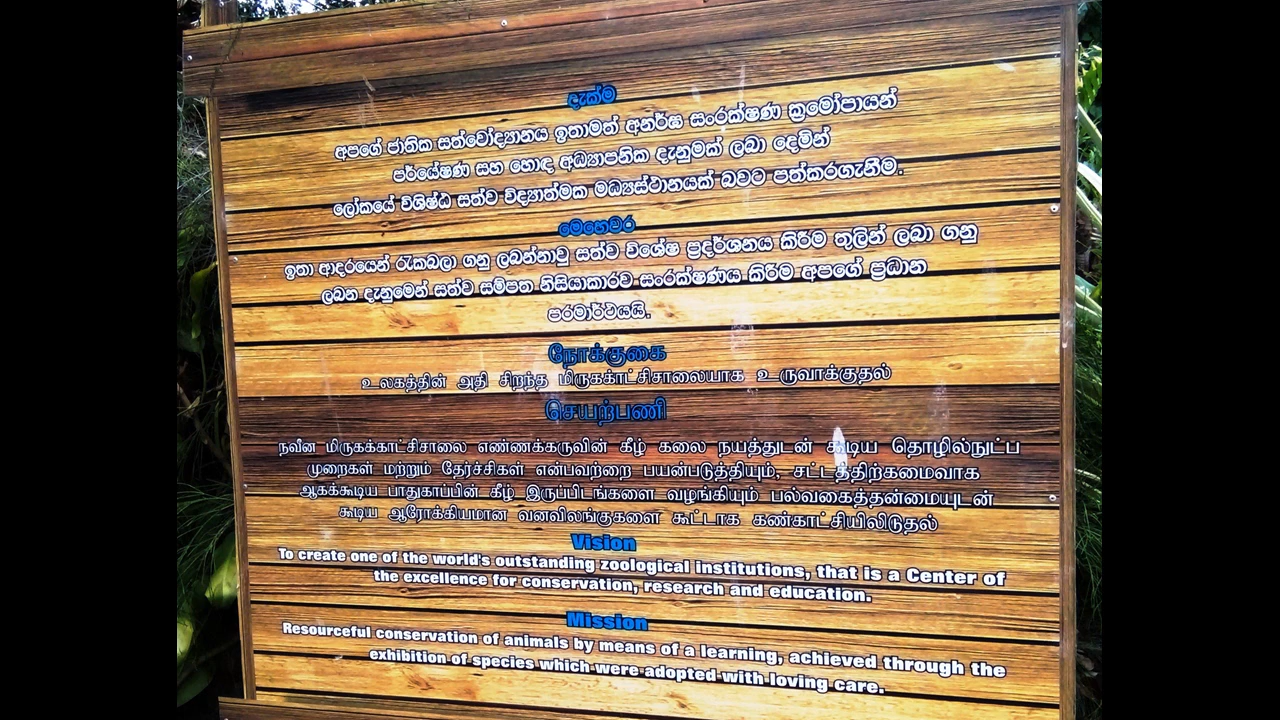 දැක්ම
අපගේ ජාතික සත්වෝද්‍යානය ඉතාමත් අනර්ඝ සංරක්ෂණ ක්‍රමෝපායන්
පර්යේෂණ සහ හොඳ අධ්‍යාපනික දැනුමක් ලබා දෙමින්
ලෝකයේ විශිෂ්ඨ සත්ව විද්‍යාත්මක මධ්‍යස්ථානයක් බවට පත්කරගැනීම.
මෙහෙවර
ඉතා ආදරයෙන් රැකබලා ගනු ලබන්නාවු සත්ව විශේෂ ප්‍රදර්ශනය කිරීම තුලින් ලබා ගනු
ලබන දැනුමෙන් සත්ව සම්පත නිසියාකාරව සංරක්ෂණය කිරීම අපගේ ප්‍රධාන
පරමාර්ථයයි.
நோக்குகை
உலகத்தின் அதி சிறந்த மிருகக்காட்சிசாலையாக உருவாக்குதல்
செயற்பணி
நவீன மிருகக்காட்சிசாலை எண்ணக்கருவின் கீழ் கலை நயத்துடன் கூடிய தொழில்நுட்ப
முறைகள் மற்றும் தேர்ச்சிகள் என்பவற்றை பயன்படுத்தியும், சட்டத்திற்கமைவாக
ஆகக்கூடிய பாதுகாப்பின் கீழ் இருப்பிடங்களை வழங்கியும் பல்வகைத்தன்மையுடன்
கூடிய ஆரோக்கியமான வனவிலங்குகளை கூட்டாக கண்காட்சியிலிடுதல்
Vision
To create one of the world's outstanding zoological institutions, that is a Center of
the excellence for conservation, research and education.
Mission
Resourceful conservation of animals by means of a learning, achieved through the
exhibition of species which were adopted with loving care.